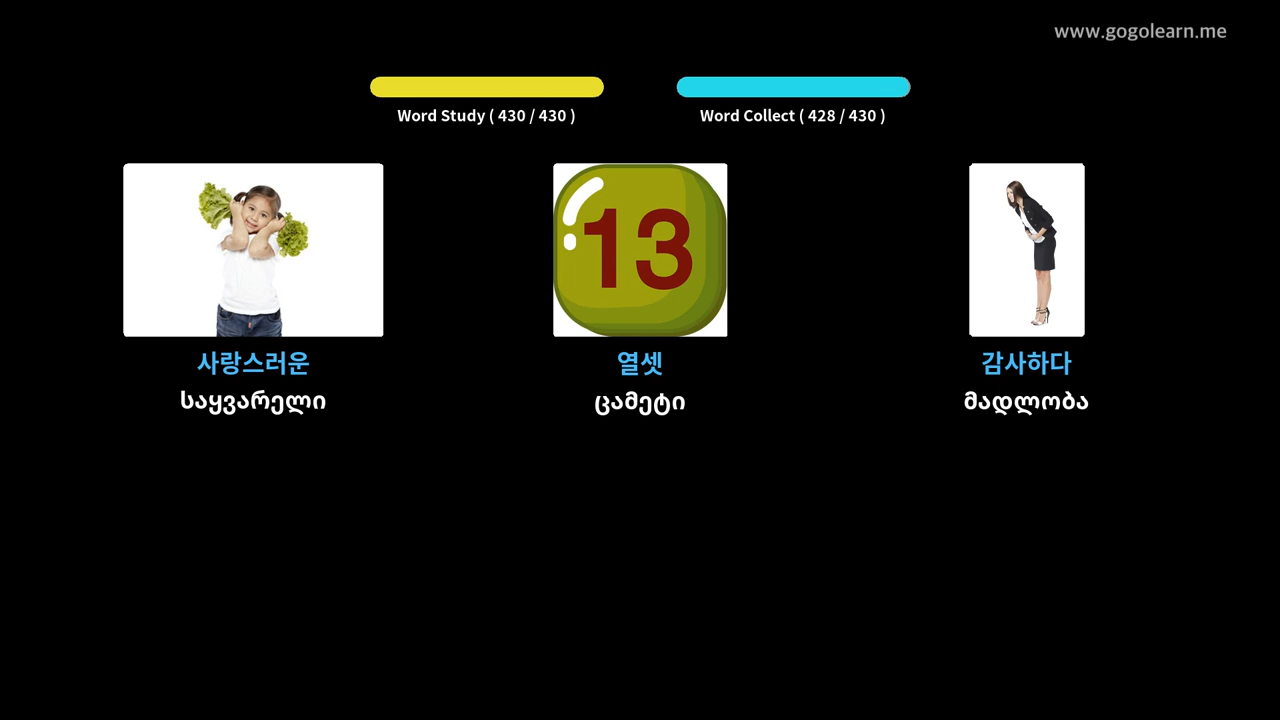 www.gogolearn.me
Word Study ( 430 / 430 )
Word Collect ( 428 / 430 )
13
사랑스러운
საყვარელი
열셋
ცამეტი
감사하다
მადლობა